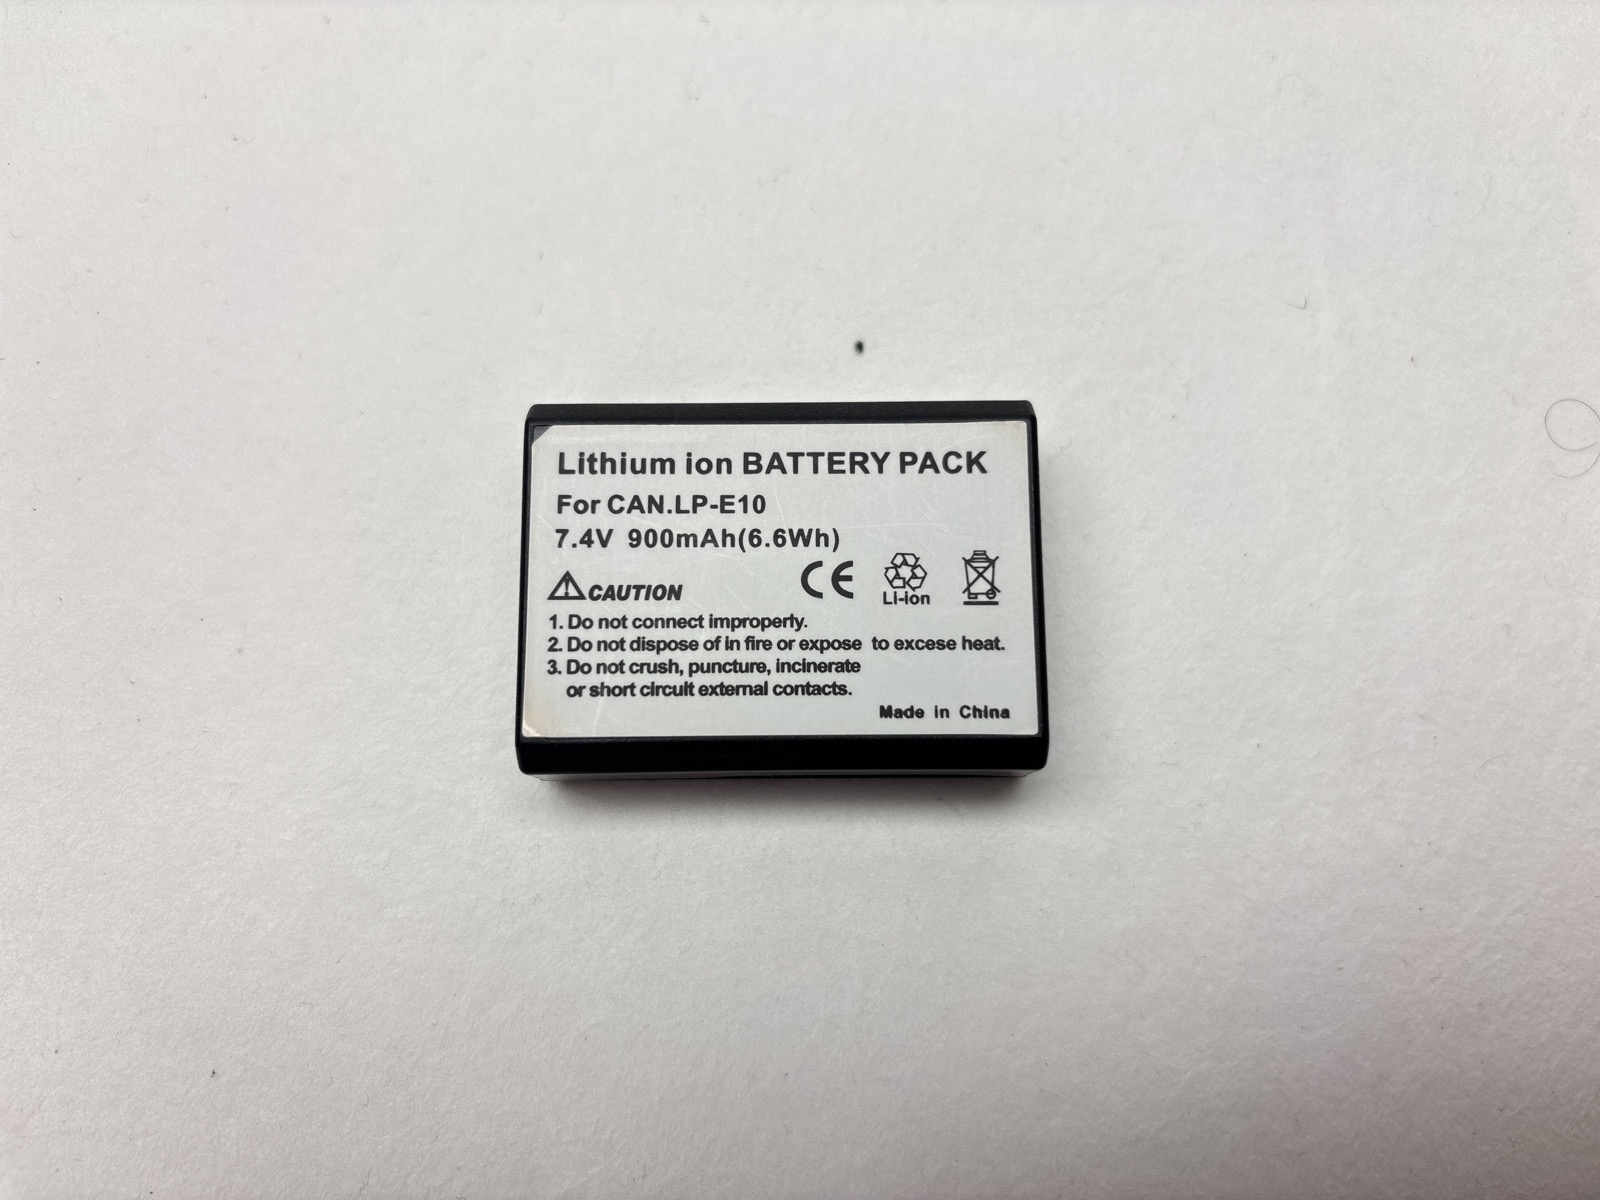 Lithium ion BATTERY PACK
For CAN.LP-E10
7.4V 900mAh(6.6Wh)
CAUTION CE
Li-ion
1. Do not connect improperly.
2. Do not dispose of in fire or expose to excese heat.
3. Do not crush, puncture, incinerate
or short circuit external contacts.
Made in China